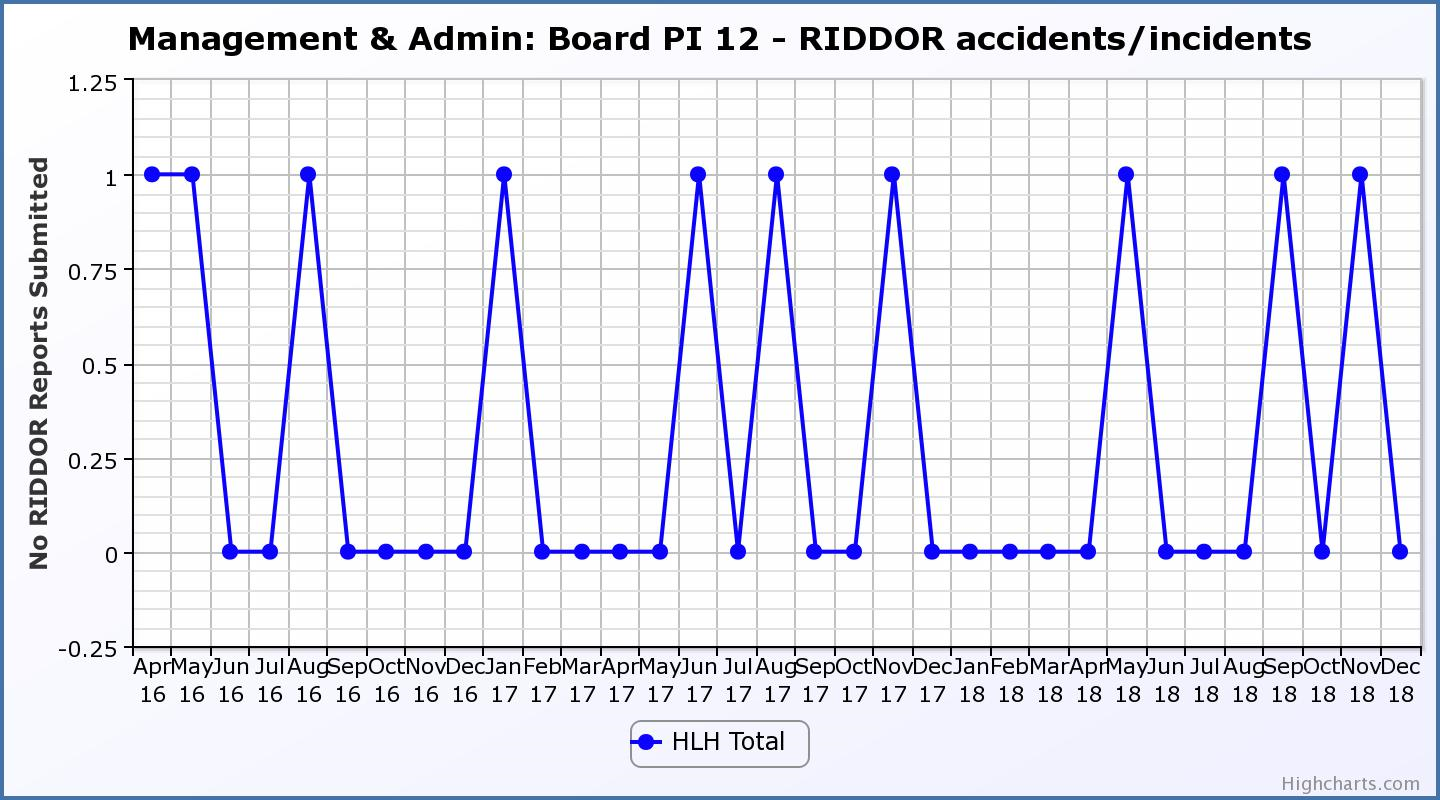 Management & Admin: Board PI 12 - RIDDOR accidents/incidents
No RIDDOR Reports Submitted
1.25
1
0.75
0.5
0.25
0
-0.25
Apr May Jun Jul Aug Sep Oct Nov Dec Jan Feb Mar Apr May Jun Jul Aug Sep Oct Nov Dec Jan Feb Mar Apr May Jun Jul Aug Sep Oct Nov Dec
16 16 16 16 16 16 16 16 16 17 17 17 17 17 17 17 17 17 17 17 17 18 18 18 18 18 18 18 18 18 18 18 18
HLH Total
Highcharts.com